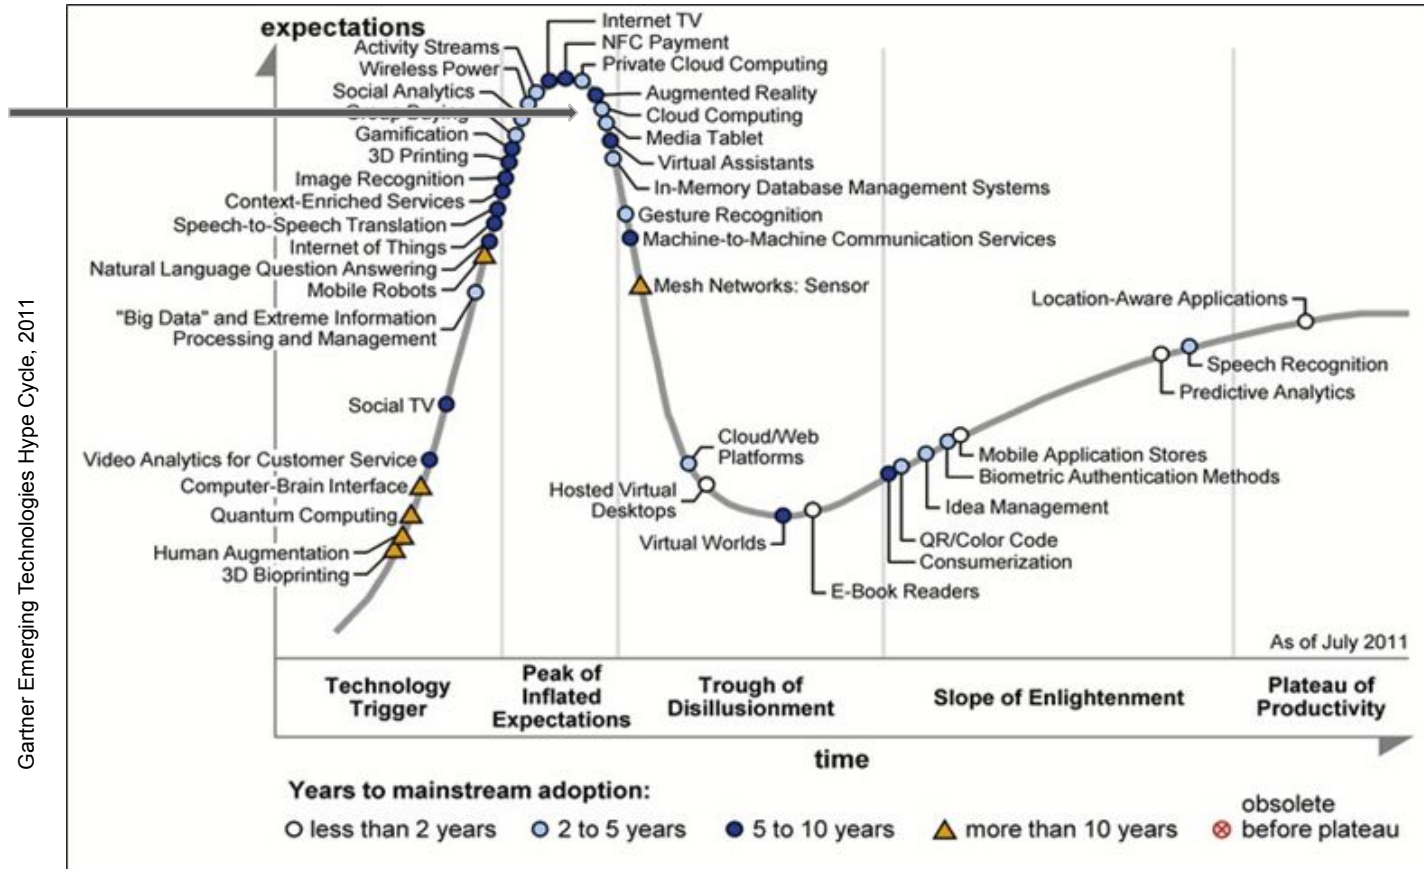 Gartner Emerging Technologies Hype Cycle, 2011
expectations
Activity Streams
Wireless Power
Social Analytics
Group Buying
Gamification
3D Printing
Image Recognition
Context-Enriched Services
Speech-to-Speech Translation
Internet of Things
Natural Language Question Answering
Mobile Robots
"Big Data" and Extreme Information
Processing and Management
Social TV
Video Analytics for Customer Service
Computer-Brain Interface
Quantum Computing
Human Augmentation
3D Bioprinting
Internet TV
NFC Payment
Private Cloud Computing
Augmented Reality
Cloud Computing
Media Tablet
Virtual Assistants
In-Memory Database Management Systems
Gesture Recognition
Machine-to-Machine Communication Services
Mesh Networks: Sensor
Cloud/Web
Platforms
Hosted Virtual
Desktops
Virtual Worlds
E-Book Readers
Location-Aware Applications
Speech Recognition
Predictive Analytics
Mobile Application Stores
Biometric Authentication Methods
Idea Management
QR/Color Code
Consumerization
As of July 2011
Technology
Trigger
Peak of
Inflated
Expectations
Trough of
Disillusionment
Slope of Enlightenment
Plateau of
Productivity
time
Years to mainstream adoption:
less than 2 years
2 to 5 years
5 to 10 years
more than 10 years
obsolete
before plateau